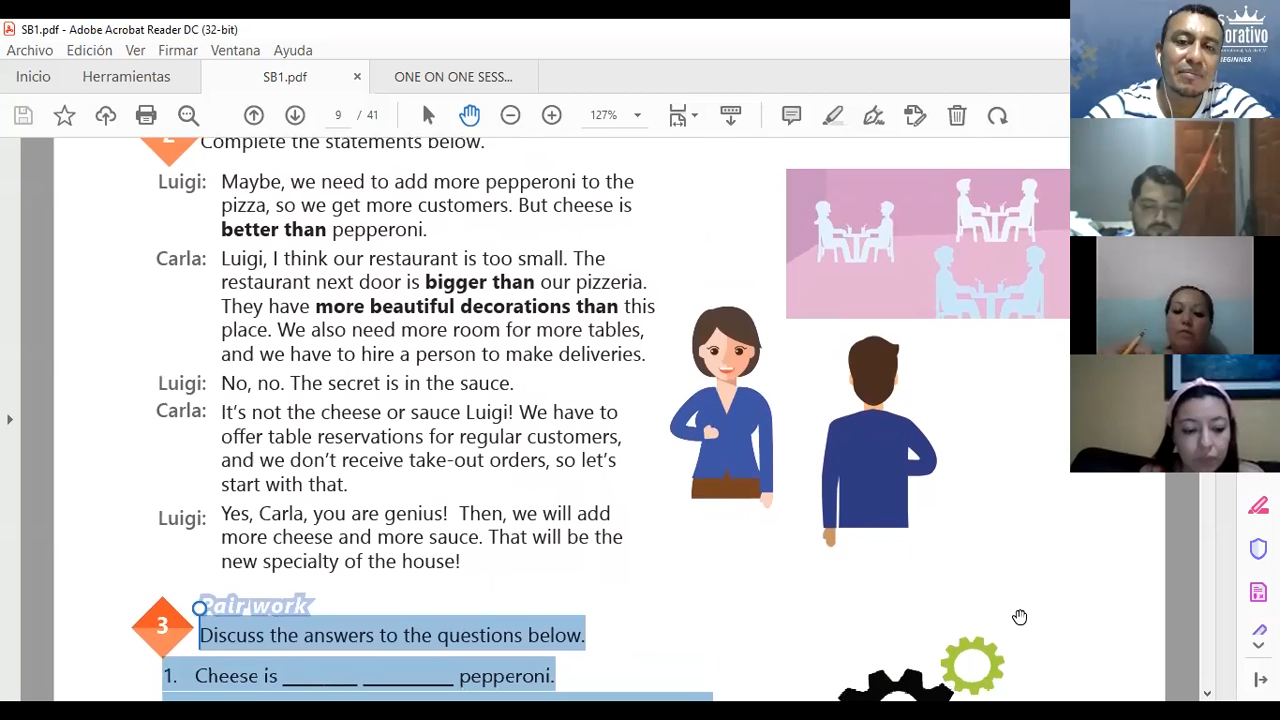 SB1.pdf - Adobe Acrobat Reader DC (32-bit)
Archivo Edición Ver Firmar Ventana Ayuda
Inicio Herramientas SB1.pdf × ONE ON ONE SESS...
9 / 41 127%
Complete the statements below.
Luigi: Maybe, we need to add more pepperoni to the
pizza, so we get more customers. But cheese is
better than pepperoni.
Carla: Luigi, I think our restaurant is too small. The
restaurant next door is bigger than our pizzeria.
They have more beautiful decorations than this
place. We also need more room for more tables,
and we have to hire a person to make deliveries.
Luigi: No, no. The secret is in the sauce.
Carla: It's not the cheese or sauce Luigi! We have to
offer table reservations for regular customers,
and we don't receive take-out orders, so let's
start with that.
Luigi: Yes, Carla, you are genius! Then, we will add
more cheese and more sauce. That will be the
new specialty of the house!
3 Pair work
Discuss the answers to the questions below.
1. Cheese is ________ __________ pepperoni.
orativo
BEGINNER